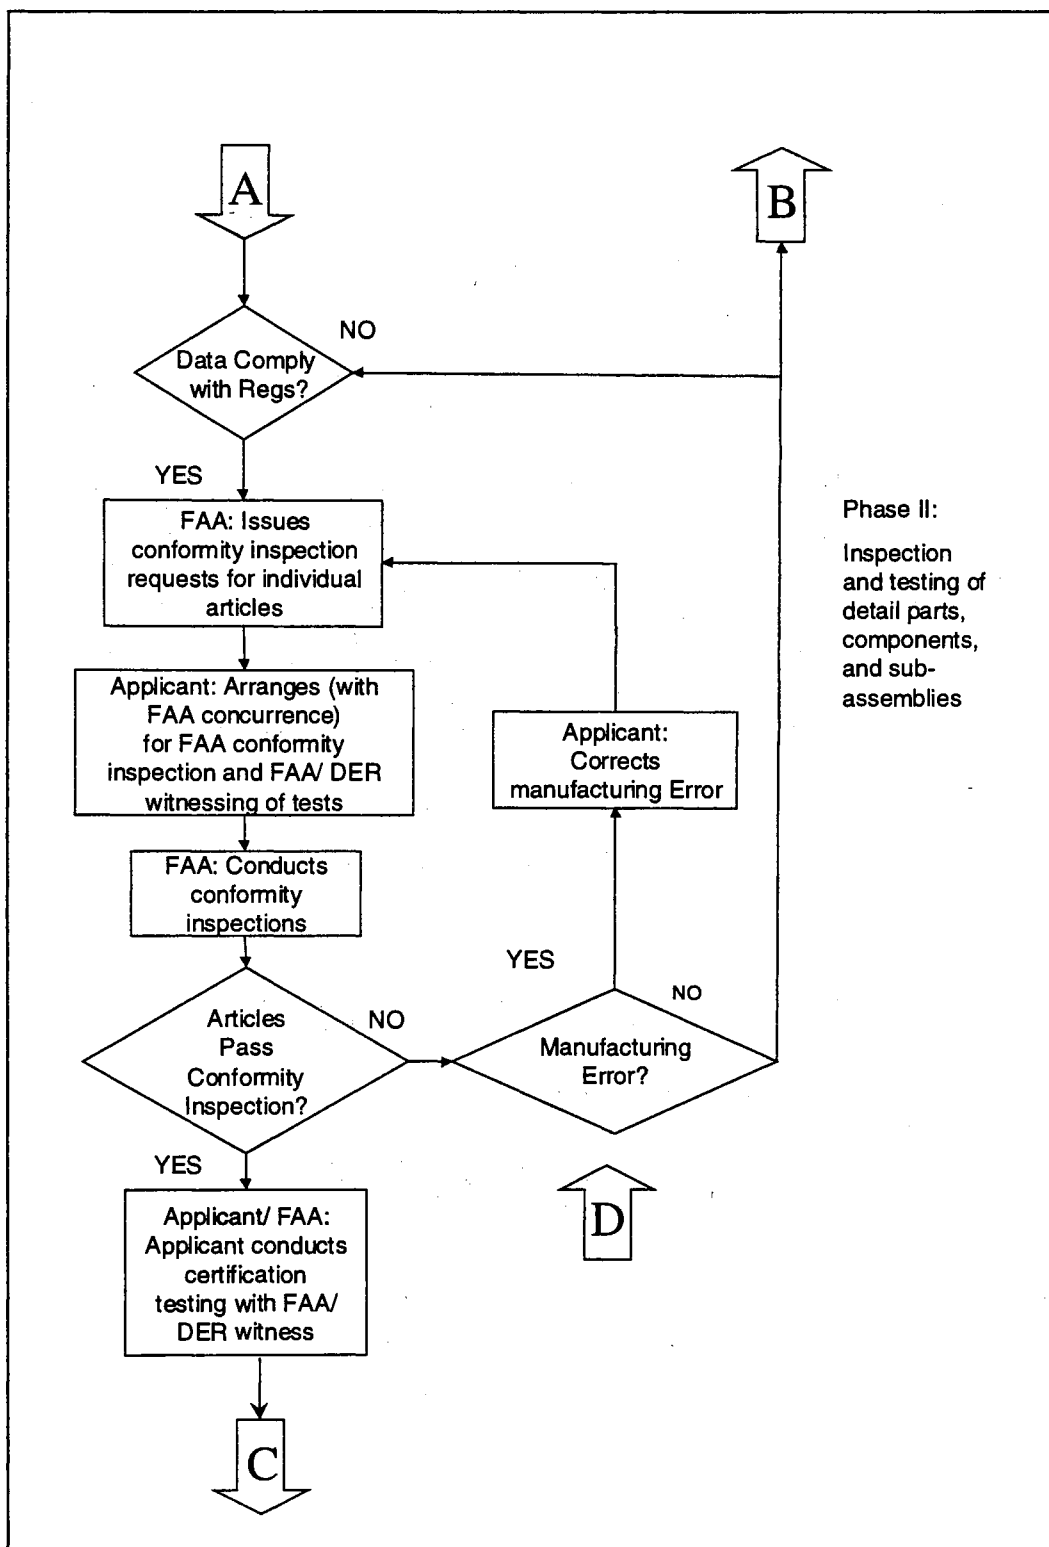 A
B
NO
Data Comply
with Regs?
YES
FAA: Issues
conformity inspection
requests for individual
articles
Phase II:
Inspection
and testing of
detail parts,
components,
and sub-
assemblies
Applicant: Arranges (with
FAA concurrence)
for FAA conformity
inspection and FAA/ DER
witnessing of tests
Applicant:
Corrects
manufacturing Error
FAA: Conducts
conformity
inspections
YES
NO
Articles
Pass
Conformity
Inspection?
NO
Manufacturing
Error?
YES
Applicant/ FAA:
Applicant conducts
certification
testing with FAA/
DER witness
D
C